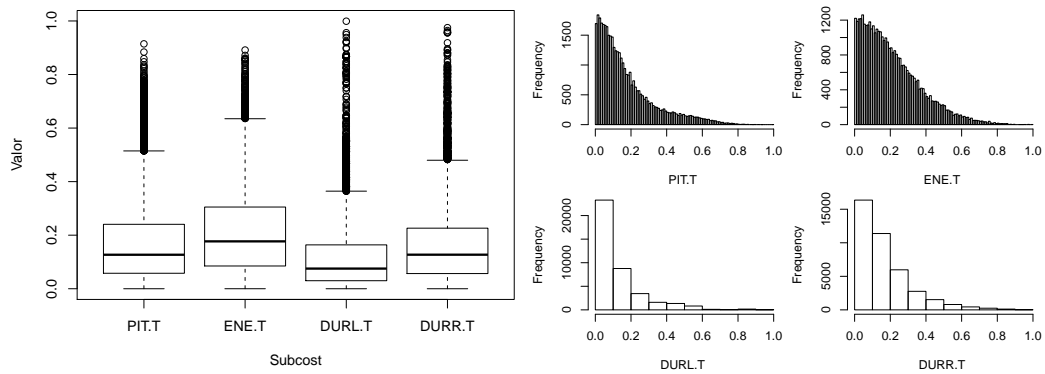 Valor
1.0
0.8
0.6
0.4
0.2
0.0
PIT.T ENE.T DURL.T DURR.T
Subcost
Frequency
1500
500
0
0.0 0.2 0.4 0.6 0.8 1.0
PIT.T
Frequency
1200
800
400
0
0.0 0.2 0.4 0.6 0.8 1.0
ENE.T
Frequency
20000
10000
0
0.0 0.2 0.4 0.6 0.8 1.0
DURL.T
Frequency
15000
5000
0
0.0 0.2 0.4 0.6 0.8 1.0
DURR.T